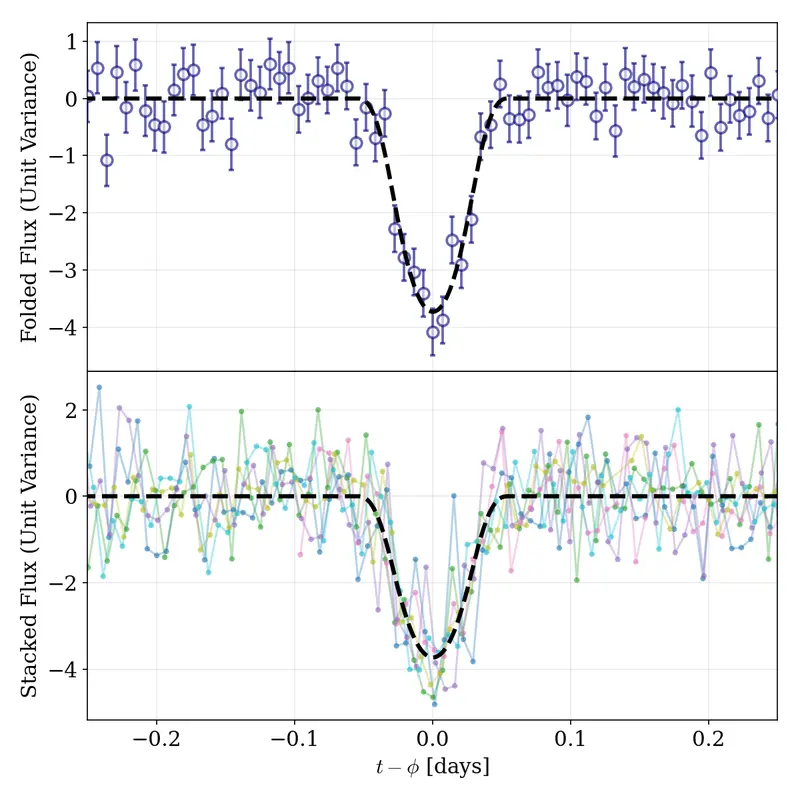 Folded Flux (Unit Variance)
1
0
−1
−2
−3
−4
Stacked Flux (Unit Variance)
2
0
−2
−4
−0.2 −0.1 0.0 0.1 0.2
t − ϕ [days]